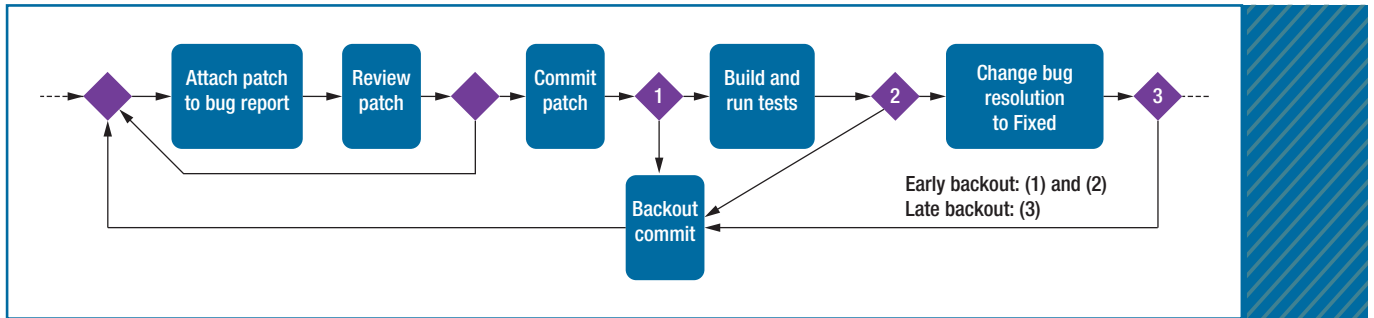 Attach patch
to bug report
Review
patch
Commit
patch
1
Build and
run tests
2
Change bug
resolution
to Fixed
3
Backout
commit
Early backout: (1) and (2)
Late backout: (3)